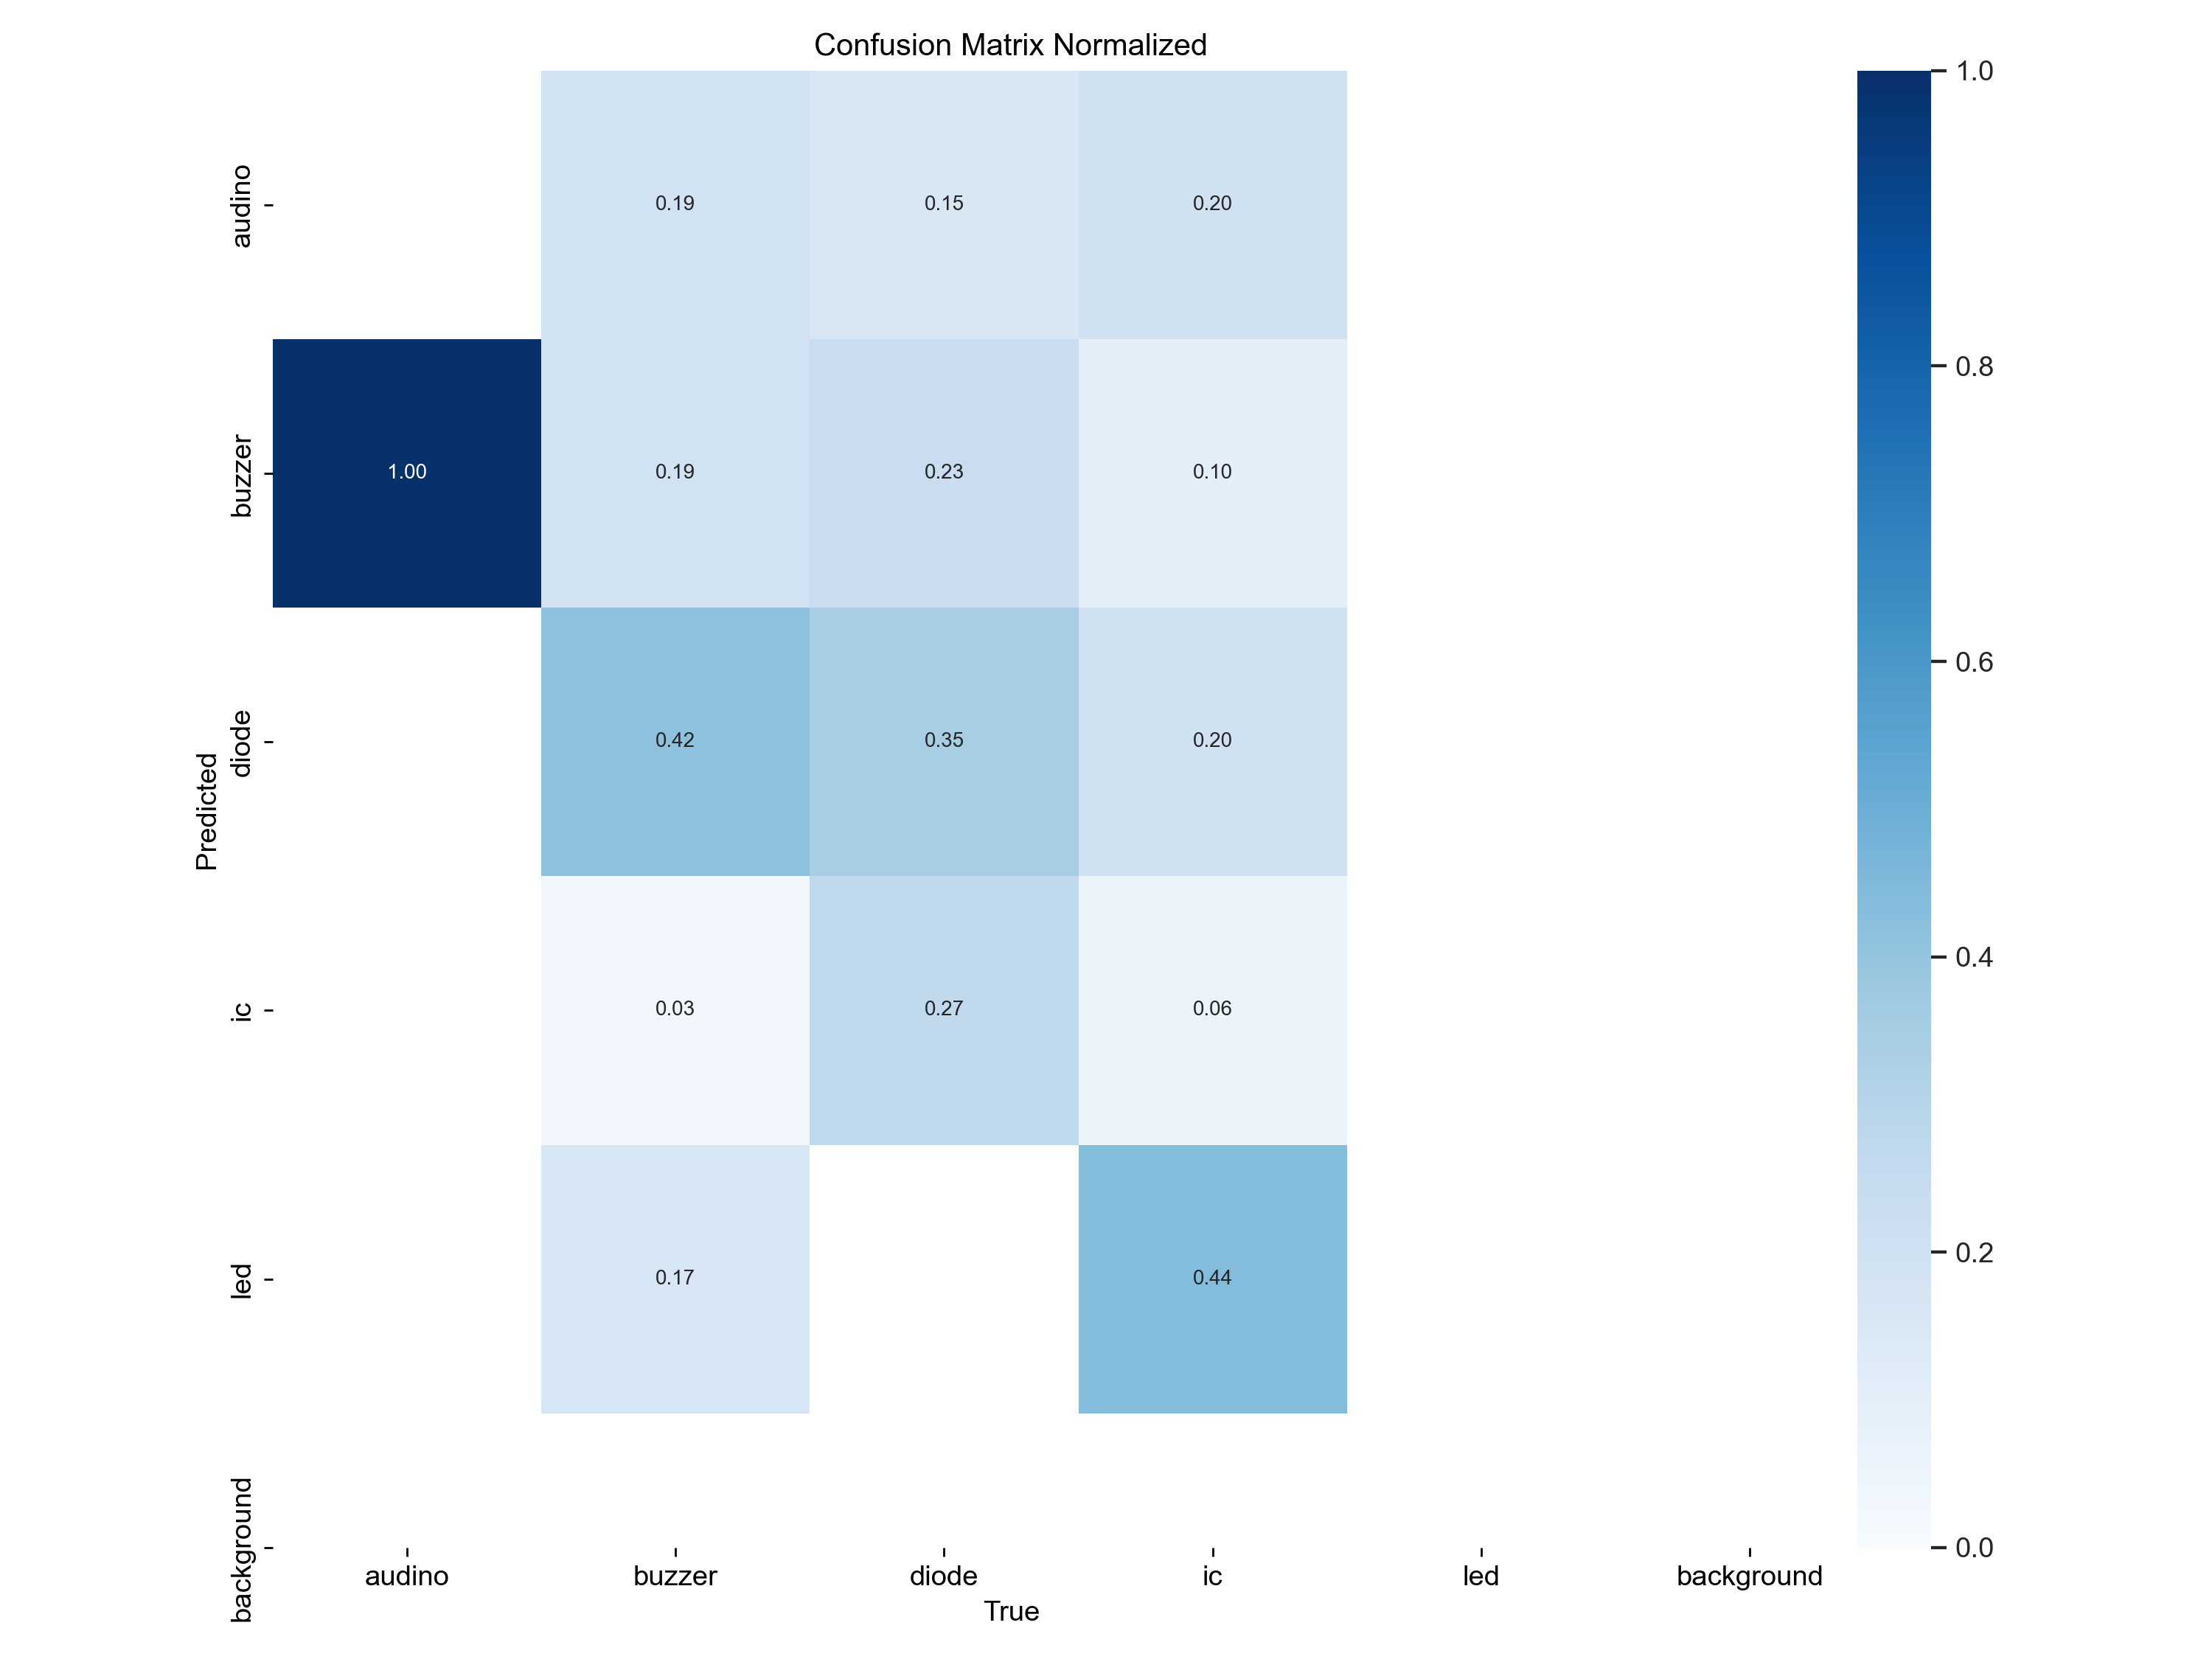 Confusion Matrix Normalized
audino
0.19 0.15 0.20
buzzer
1.00 0.19 0.23 0.10
diode
0.42 0.35 0.20
ic
0.03 0.27 0.06
led
0.17 0.44
background
Predicted
audino buzzer diode ic led background
True
1.0
0.8
0.6
0.4
0.2
0.0